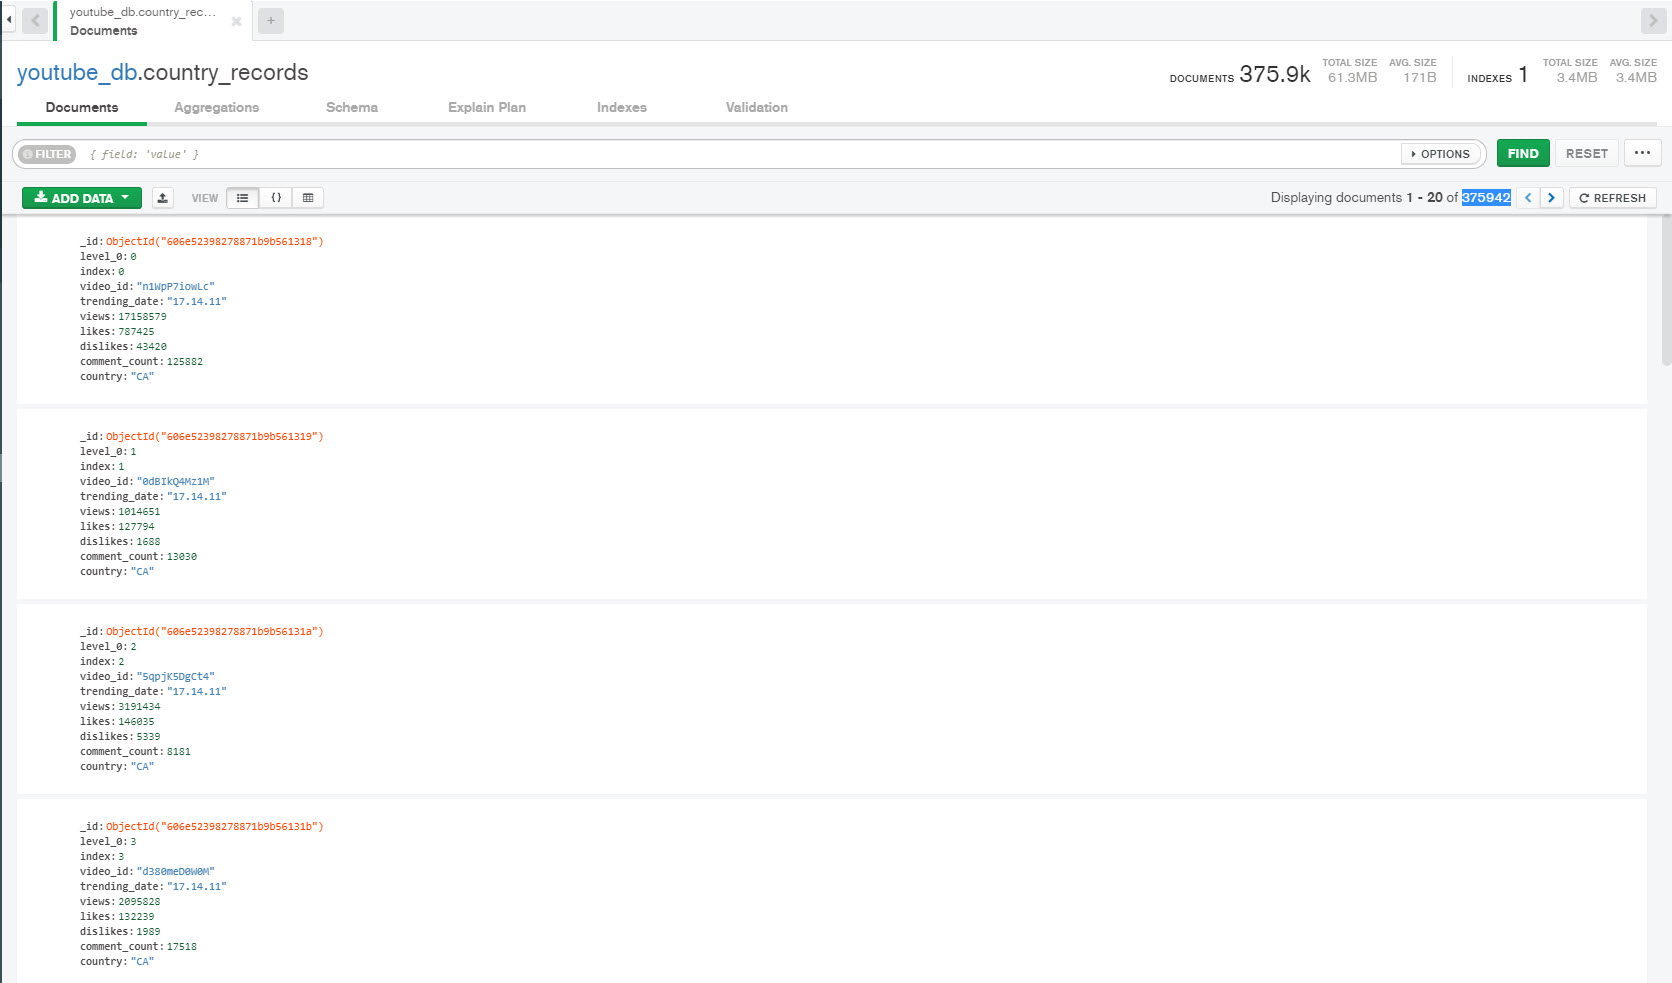 youtube_db.country_rec...
Documents
youtube_db.country_records
DOCUMENTS 375.9k TOTAL SIZE 61.3MB AVG. SIZE 171B INDEXES 1 TOTAL SIZE 3.4MB AVG. SIZE 3.4MB
Documents Aggregations Schema Explain Plan Indexes Validation
FILTER { field: 'value' } OPTIONS FIND RESET ...
ADD DATA VIEW {} Displaying documents 1 - 20 of 375942 < > REFRESH
_id: ObjectId("606e52398278871b9b561318")
level_0: 0
index: 0
video_id: "n1WpP7iowLc"
trending_date: "17.14.11"
views: 17158579
likes: 787425
dislikes: 43420
comment_count: 125882
country: "CA"
_id: ObjectId("606e52398278871b9b561319")
level_0: 1
index: 1
video_id: "0dBIkQ4Mz1M"
trending_date: "17.14.11"
views: 1014651
likes: 127794
dislikes: 1688
comment_count: 13030
country: "CA"
_id: ObjectId("606e52398278871b9b56131a")
level_0: 2
index: 2
video_id: "5qpjK5DgCt4"
trending_date: "17.14.11"
views: 3191434
likes: 146035
dislikes: 5339
comment_count: 8181
country: "CA"
_id: ObjectId("606e52398278871b9b56131b")
level_0: 3
index: 3
video_id: "d380meD0W0M"
trending_date: "17.14.11"
views: 2095828
likes: 132239
dislikes: 1989
comment_count: 17518
country: "CA"